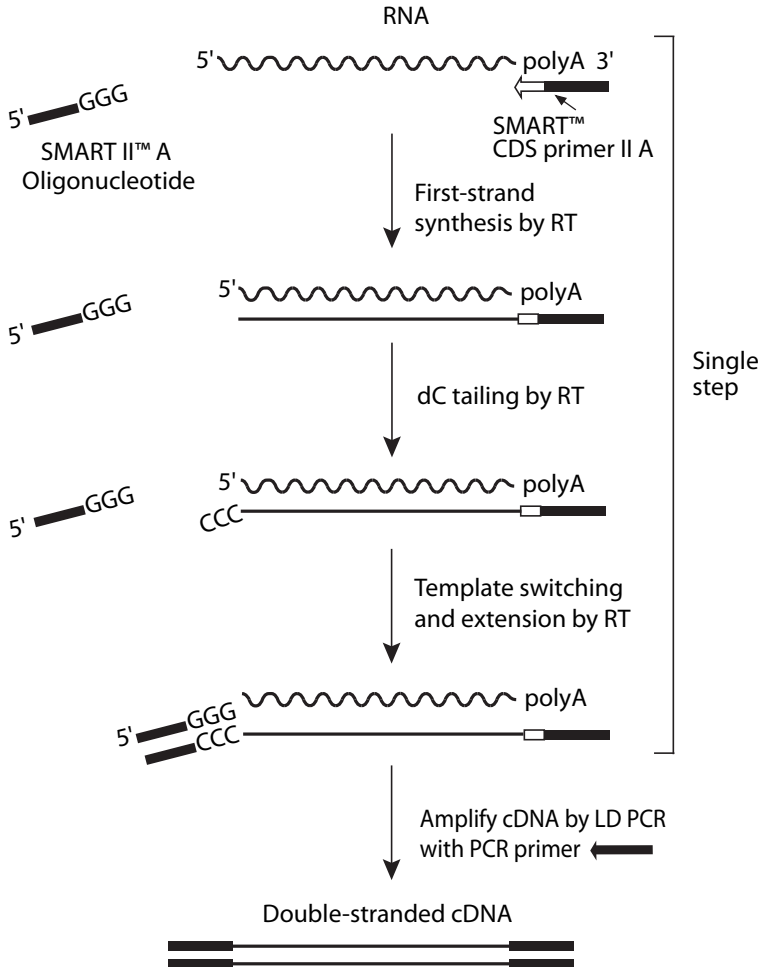 RNA
5' polyA 3'
5' GGG
SMART™
CDS primer II A
SMART II™ A
Oligonucleotide
First-strand
synthesis by RT
5' polyA
5' GGG
Single
step
dC tailing by RT
5' polyA
5' GGG
CCC
Template switching
and extension by RT
polyA
5' GGG
CCC
Amplify cDNA by LD PCR
with PCR primer
Double-stranded cDNA